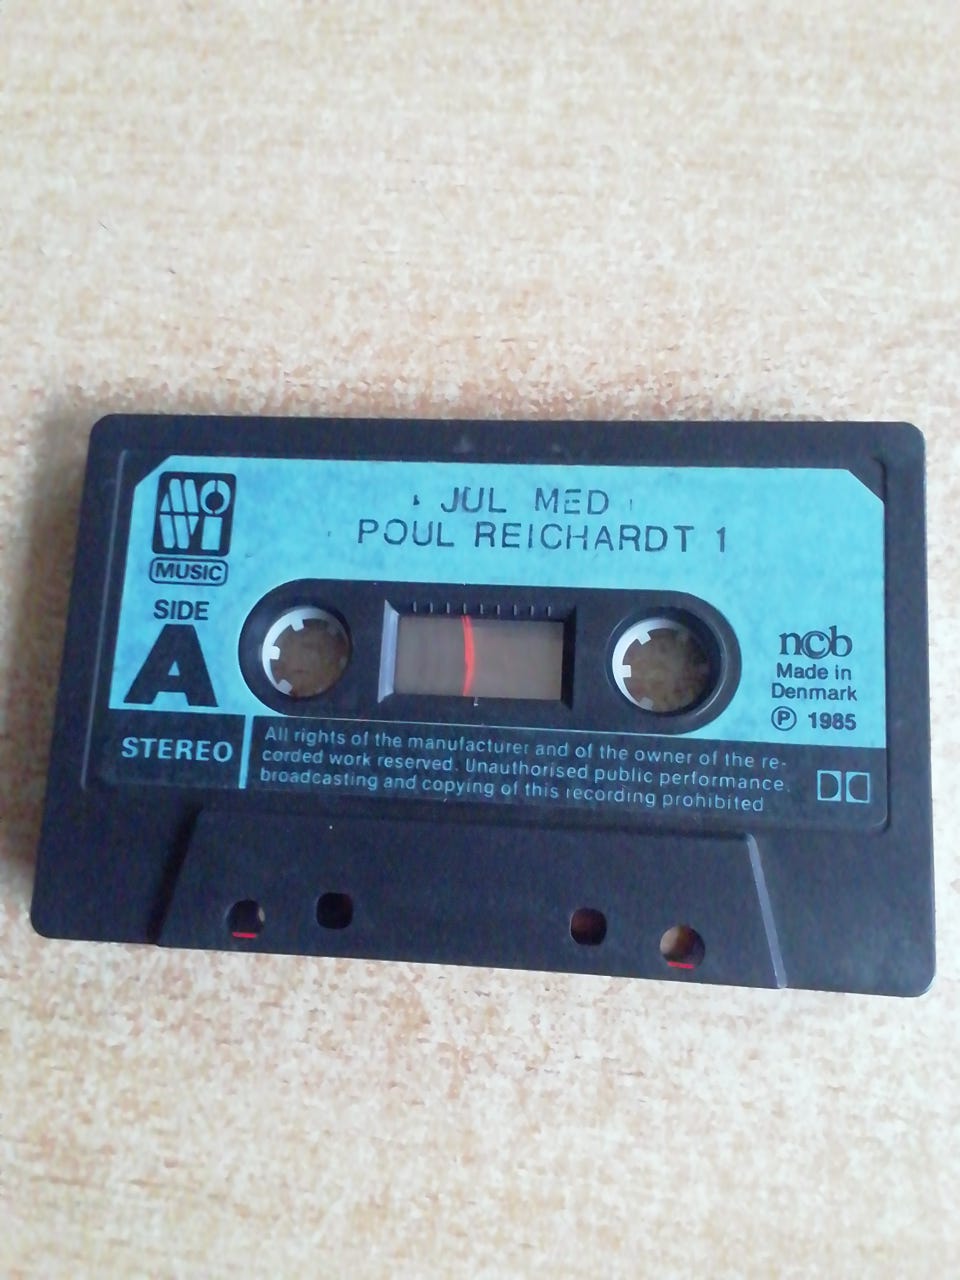 MOWI
MUSIC
JUL MED
POUL REICHARDT 1
SIDE
A
STEREO
ncb
Made in
Denmark
Ⓟ 1985
All rights of the manufacturer and of the owner of the re-
corded work reserved. Unauthorised public performance,
broadcasting and copying of this recording prohibited